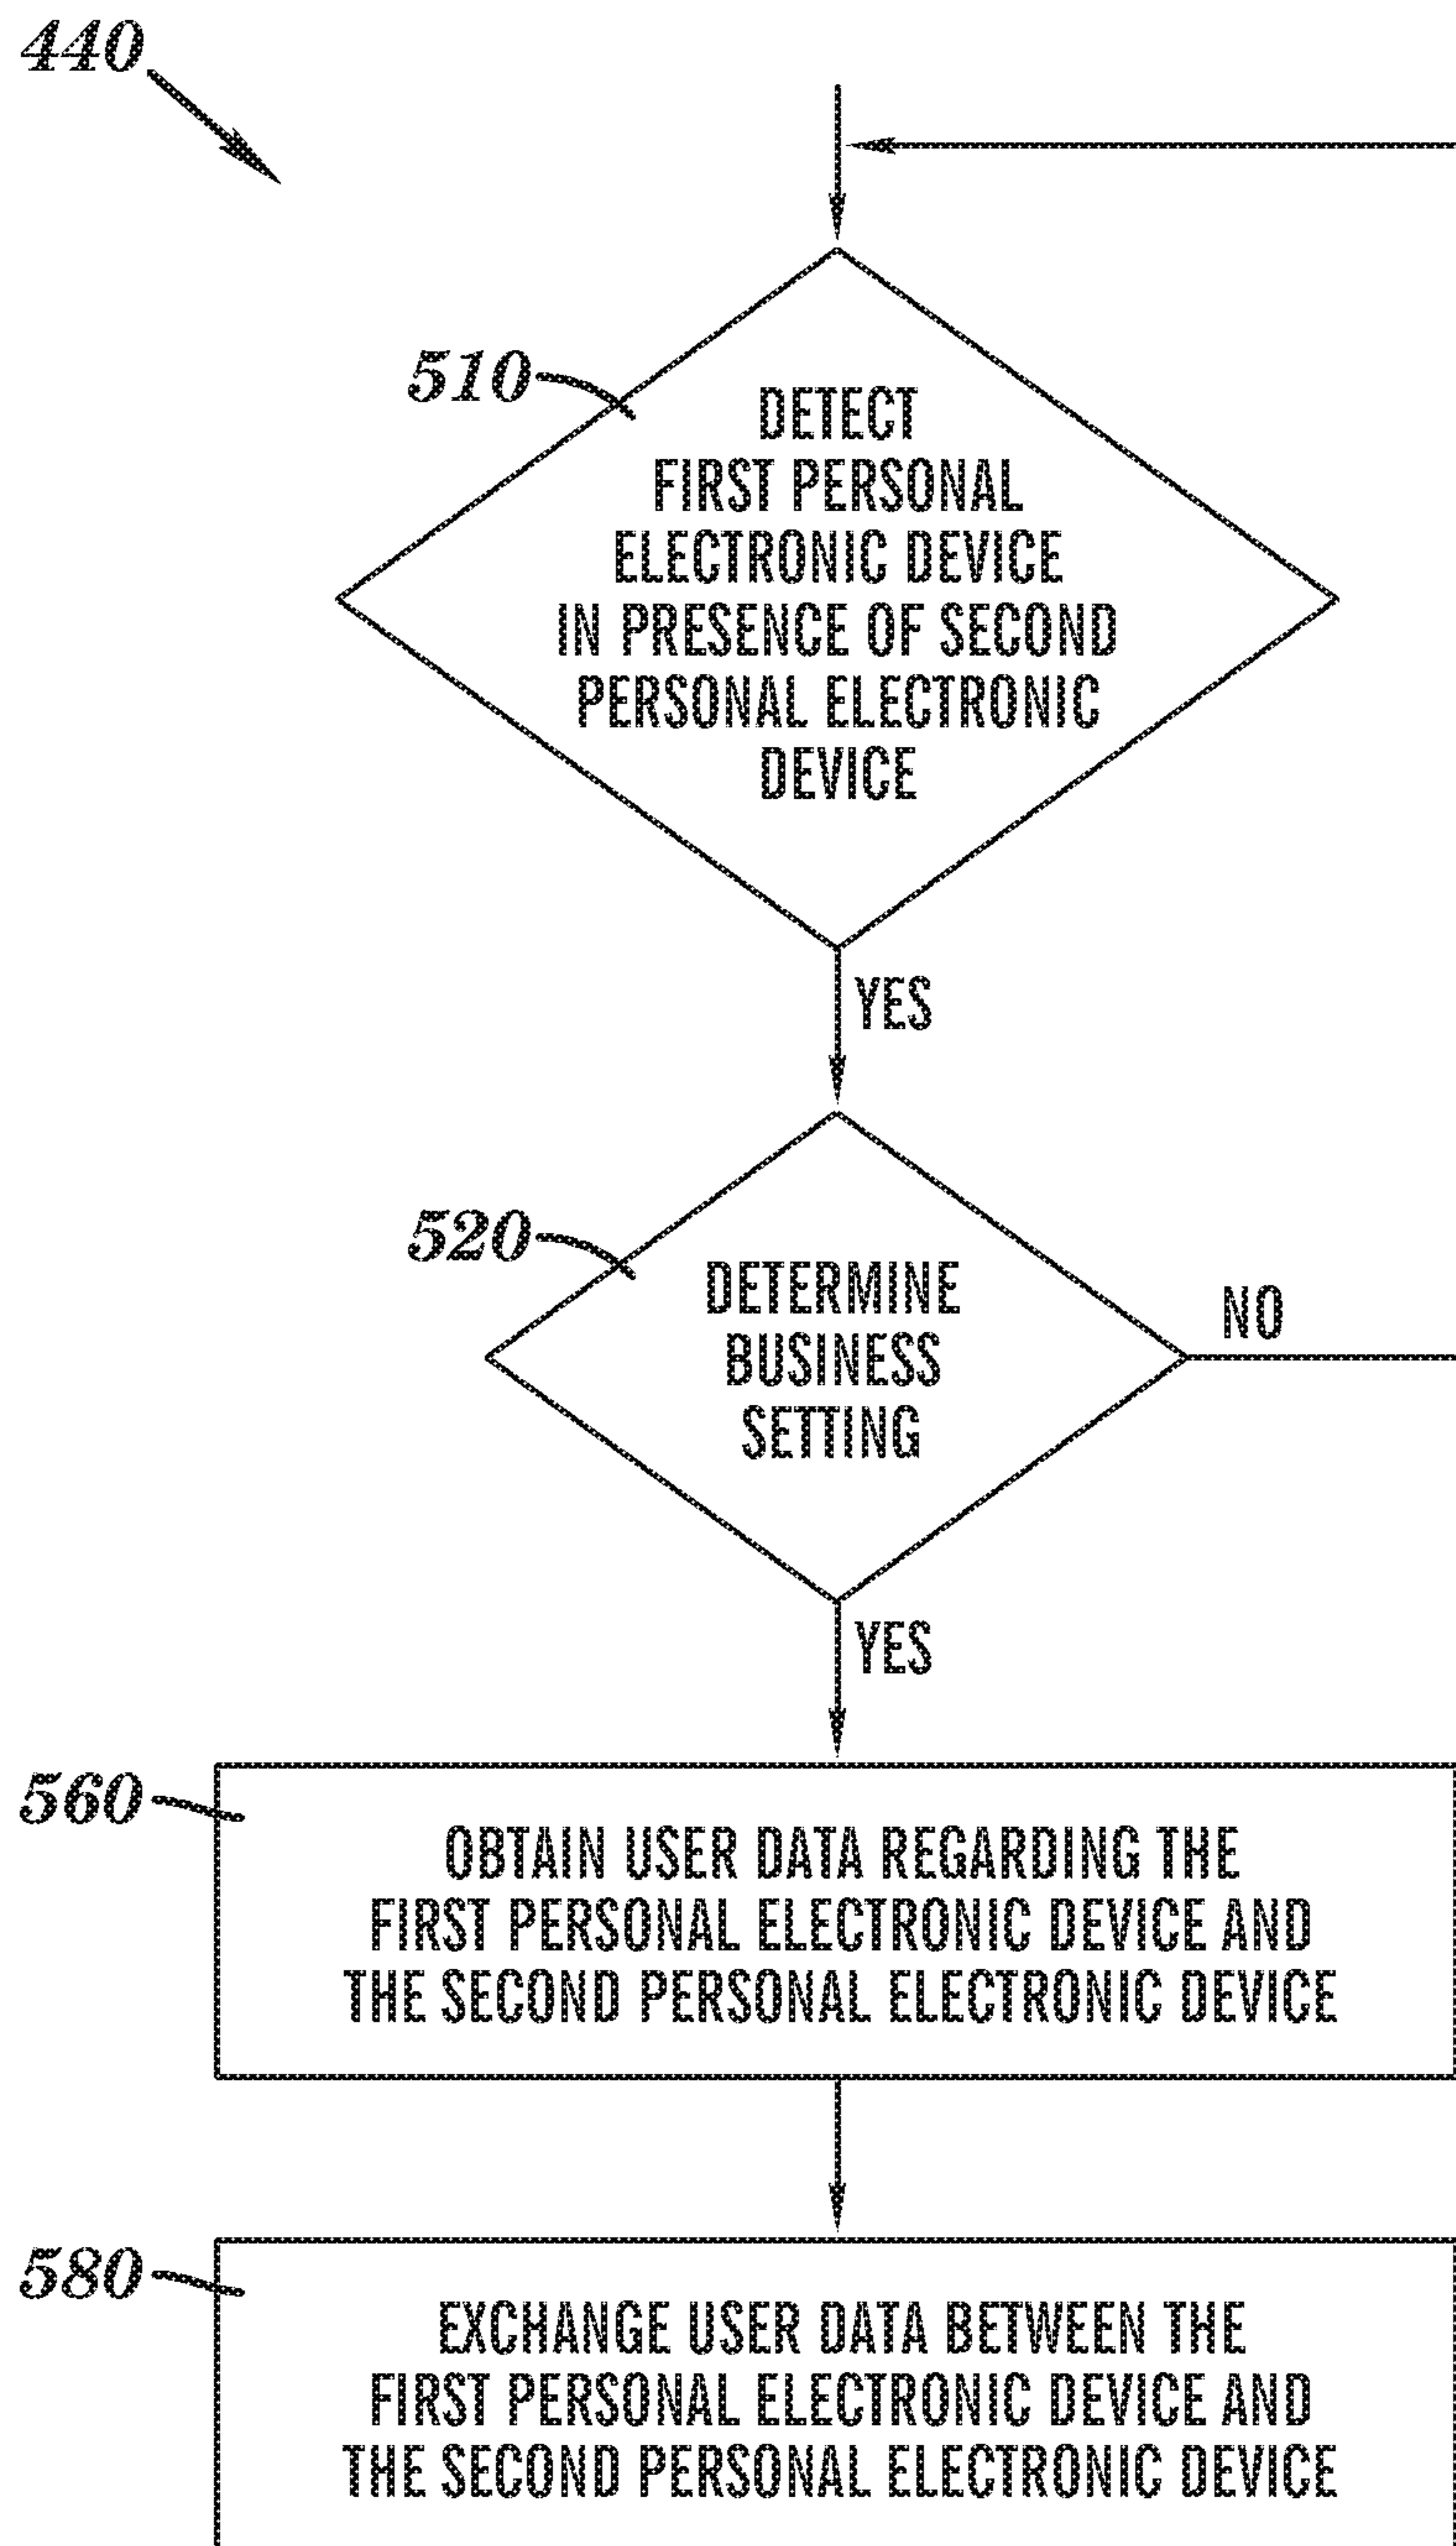 440
510
DETECT
FIRST PERSONAL
ELECTRONIC DEVICE
IN PRESENCE OF SECOND
PERSONAL ELECTRONIC
DEVICE
YES
520
DETERMINE
BUSINESS
SETTING
NO
YES
560
OBTAIN USER DATA REGARDING THE
FIRST PERSONAL ELECTRONIC DEVICE AND
THE SECOND PERSONAL ELECTRONIC DEVICE
580
EXCHANGE USER DATA BETWEEN THE
FIRST PERSONAL ELECTRONIC DEVICE AND
THE SECOND PERSONAL ELECTRONIC DEVICE